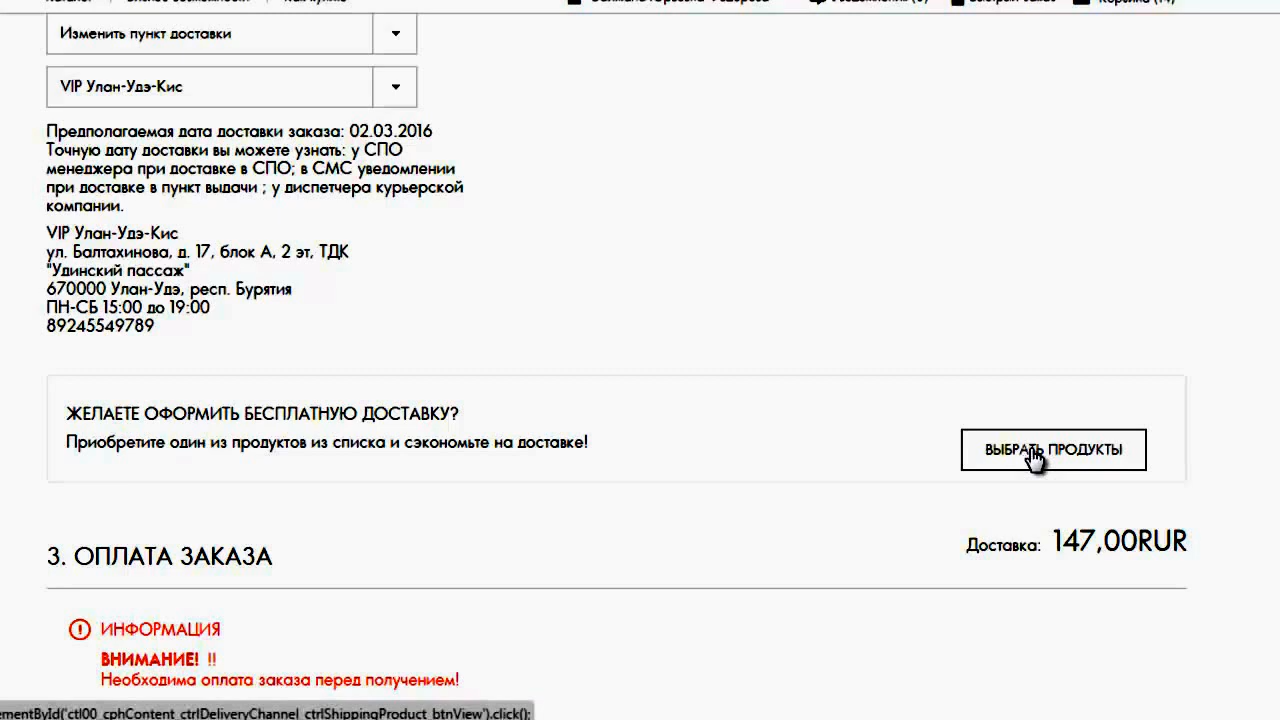 Изменить пункт доставки
VIP Улан-Удэ-Кис
Предполагаемая дата доставки заказа: 02.03.2016
Точную дату доставки вы можете узнать: у СПО
менеджера при доставке в СПО; в СМС уведомлении
при доставке в пункт выдачи ; у диспетчера курьерской
компании.
VIP Улан-Удэ-Кис
ул. Балтахинова, д. 17, блок А, 2 эт, ТДК
"Удинский пассаж"
670000 Улан-Удэ, респ. Бурятия
ПН-СБ 15:00 до 19:00
89245549789
ЖЕЛАЕТЕ ОФОРМИТЬ БЕСПЛАТНУЮ ДОСТАВКУ?
Приобретите один из продуктов из списка и сэкономьте на доставке!
ВЫБРАТЬ ПРОДУКТЫ
Доставка: 147,00RUR
3. ОПЛАТА ЗАКАЗА
ИНФОРМАЦИЯ
ВНИМАНИЕ! !!
Необходима оплата заказа перед получением!
ementById('ctl00_cphContent_ctrlDeliveryChannel_ctrlShippingProduct_btnView').click();